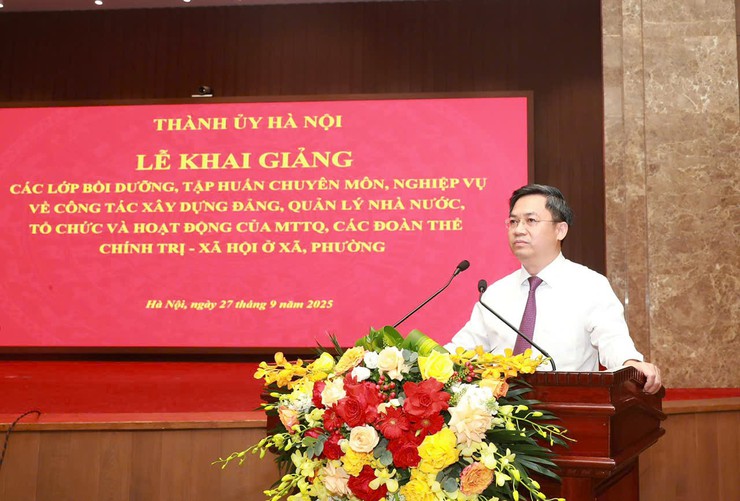 THÀNH ỦY HÀ NỘI
LỄ KHAI GIẢNG
CÁC LỚP BỒI DƯỠNG, TẬP HUẤN CHUYÊN MÔN, NGHIỆP VỤ
VỀ CÔNG TÁC XÂY DỰNG ĐẢNG, QUẢN LÝ NHÀ NƯỚC,
TỔ CHỨC VÀ HOẠT ĐỘNG CỦA MTTQ, CÁC ĐOÀN THỂ
CHÍNH TRỊ - XÃ HỘI Ở XÃ, PHƯỜNG
Hà Nội, ngày 27 tháng 9 năm 2025